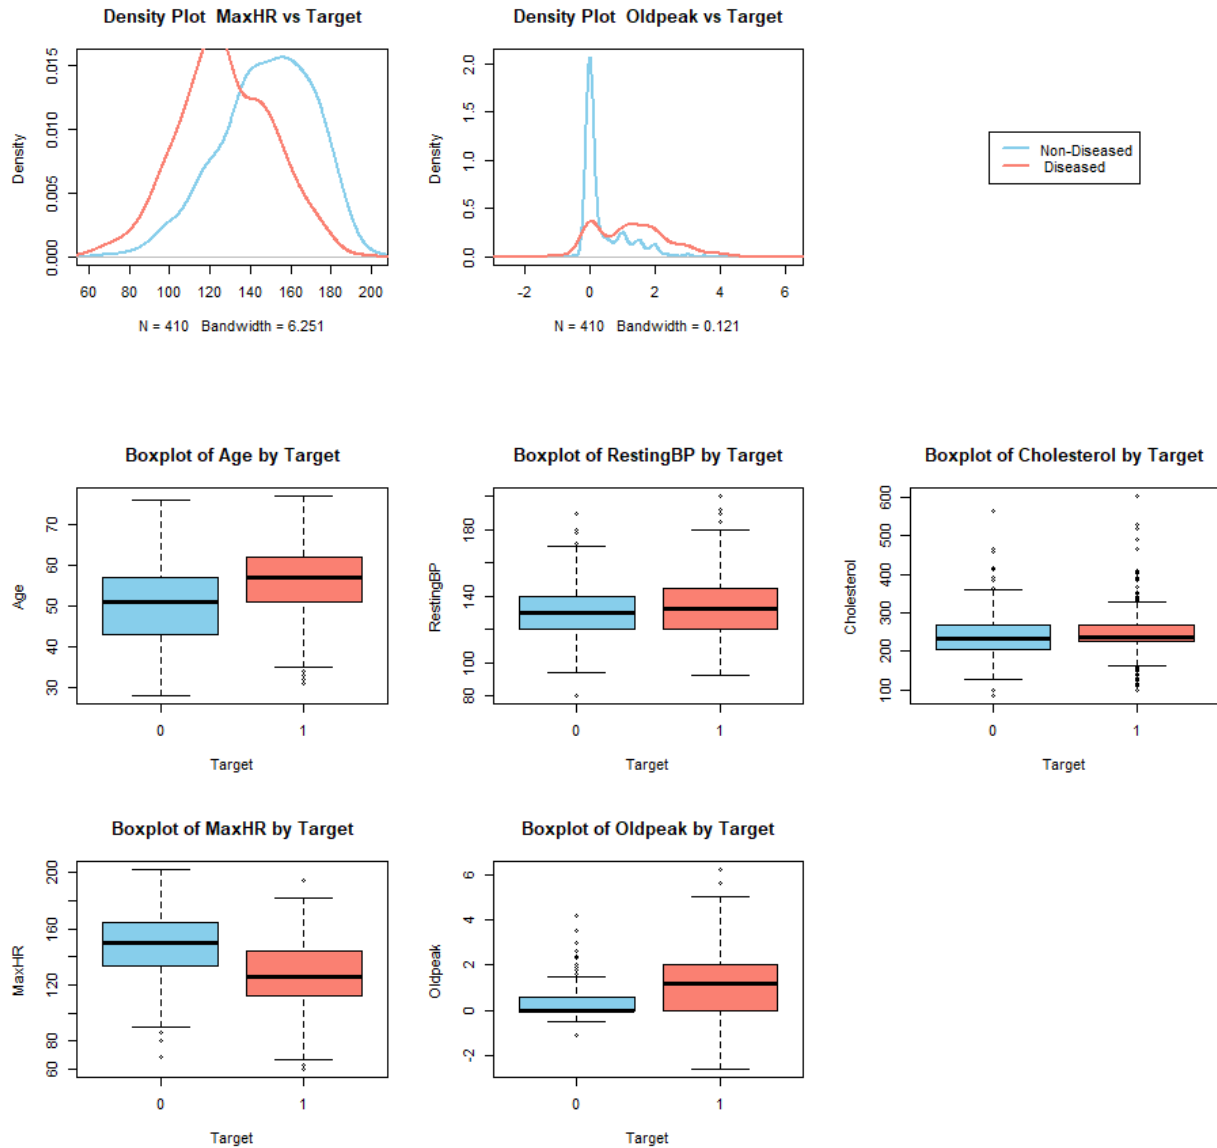 Density Plot  MaxHR vs Target
Density
0.000 0.005 0.010 0.015
60 80 100 120 140 160 180 200
N = 410   Bandwidth = 6.251
Density Plot  Oldpeak vs Target
Density
0.0 0.5 1.0 1.5 2.0
-2 0 2 4 6
N = 410   Bandwidth = 0.121
Non-Diseased
Diseased
Boxplot of Age by Target
Age
30 40 50 60 70
0 1
Target
Boxplot of RestingBP by Target
RestingBP
80 100 140 180
0 1
Target
Boxplot of Cholesterol by Target
Cholesterol
100 200 300 400 500 600
0 1
Target
Boxplot of MaxHR by Target
MaxHR
60 80 120 160 200
0 1
Target
Boxplot of Oldpeak by Target
Oldpeak
-2 0 2 4 6
0 1
Target